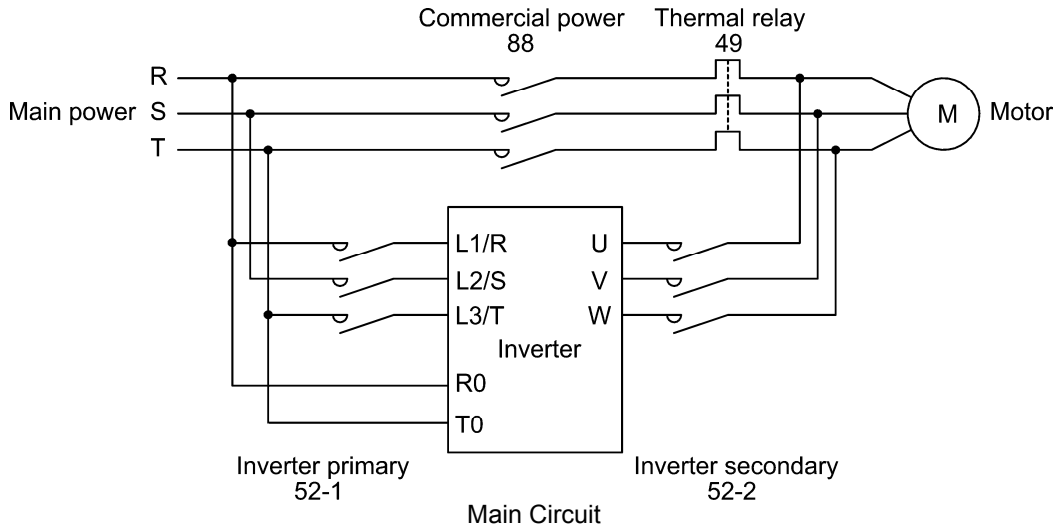 Commercial power Thermal relay
88 49
R
Main power S M Motor
T
L1/R U
L2/S V
L3/T W
Inverter
R0
T0
Inverter primary Inverter secondary
52-1 52-2
Main Circuit